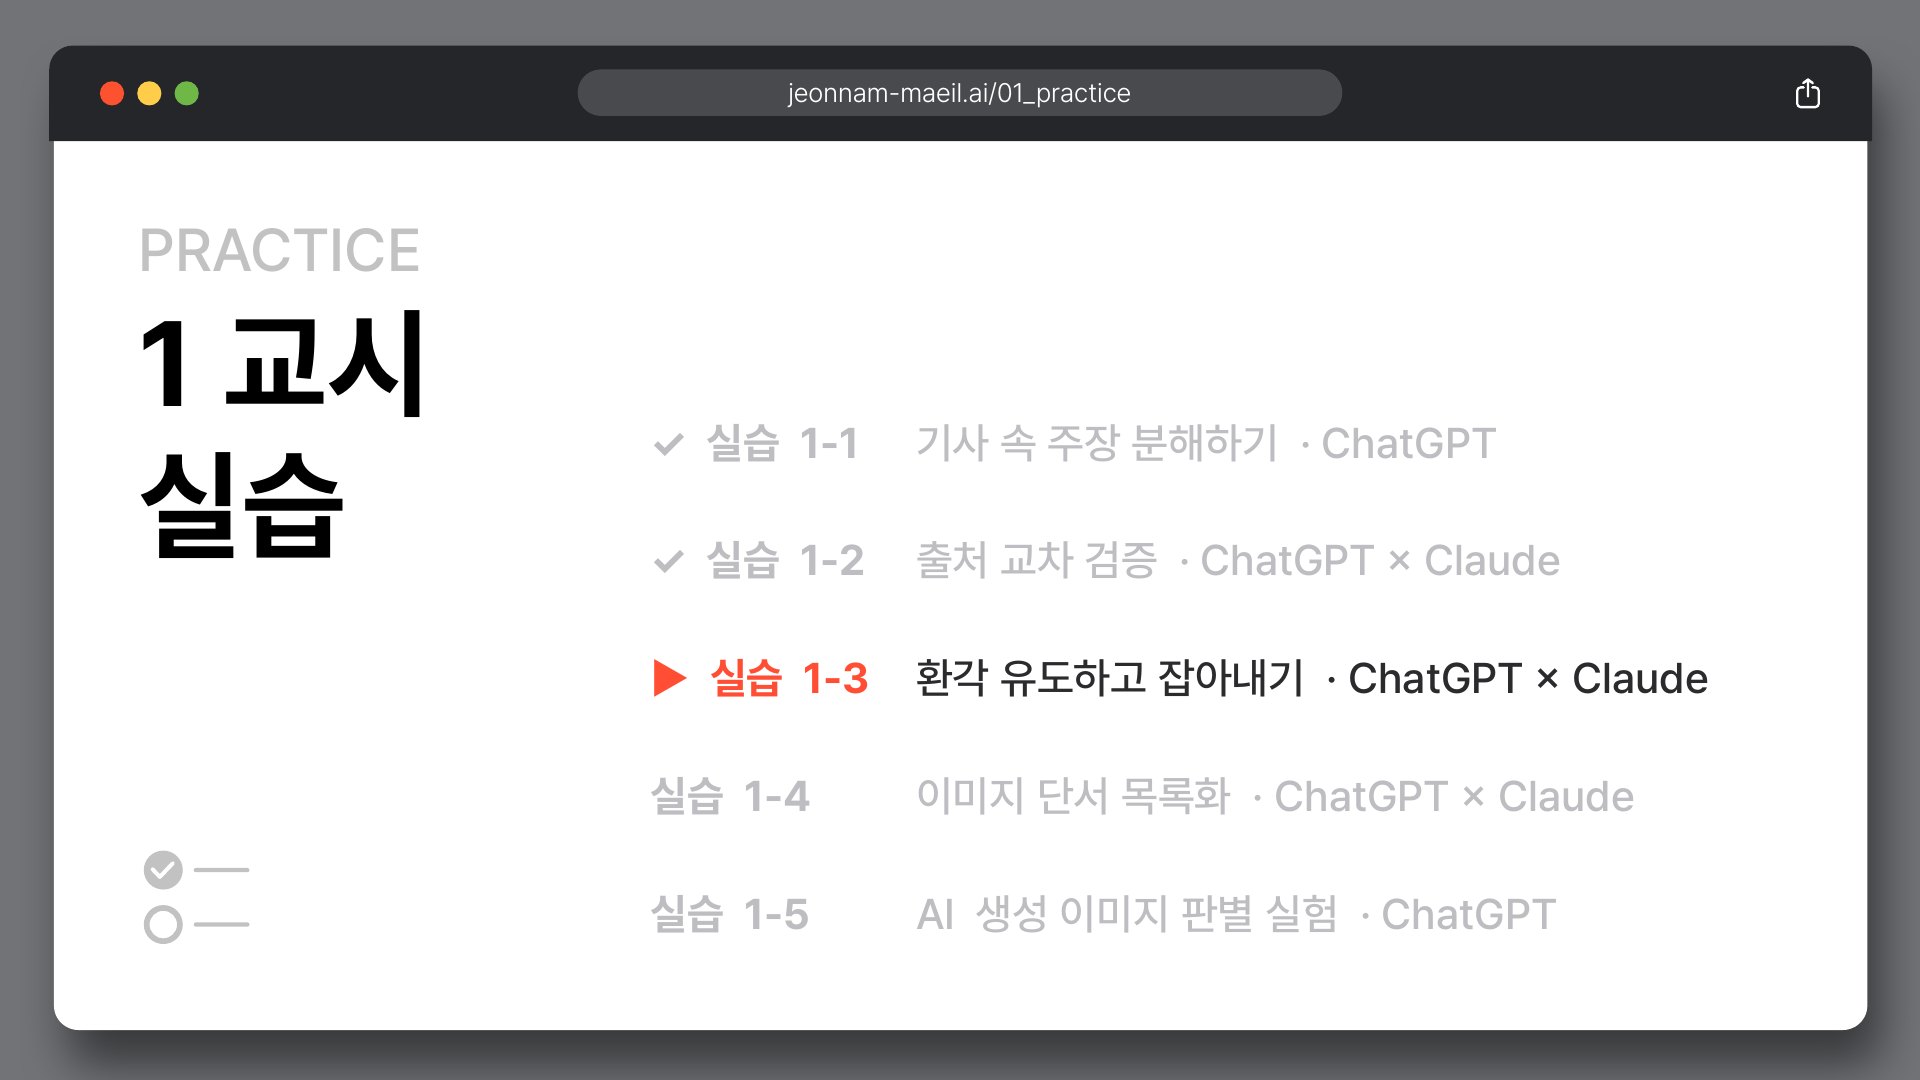 jeonnam-maeil.ai/01_practice
PRACTICE
1 교시
실습
✓ 실습 1-1 기사 속 주장 분해하기 · ChatGPT
✓ 실습 1-2 출처 교차 검증 · ChatGPT × Claude
▶ 실습 1-3 환각 유도하고 잡아내기 · ChatGPT × Claude
실습 1-4 이미지 단서 목록화 · ChatGPT × Claude
실습 1-5 AI 생성 이미지 판별 실험 · ChatGPT